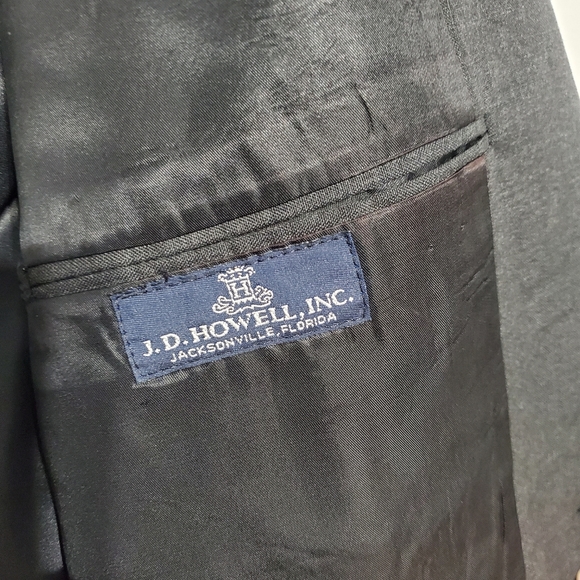 H
J.D. HOWELL, INC.
JACKSONVILLE, FLORIDA